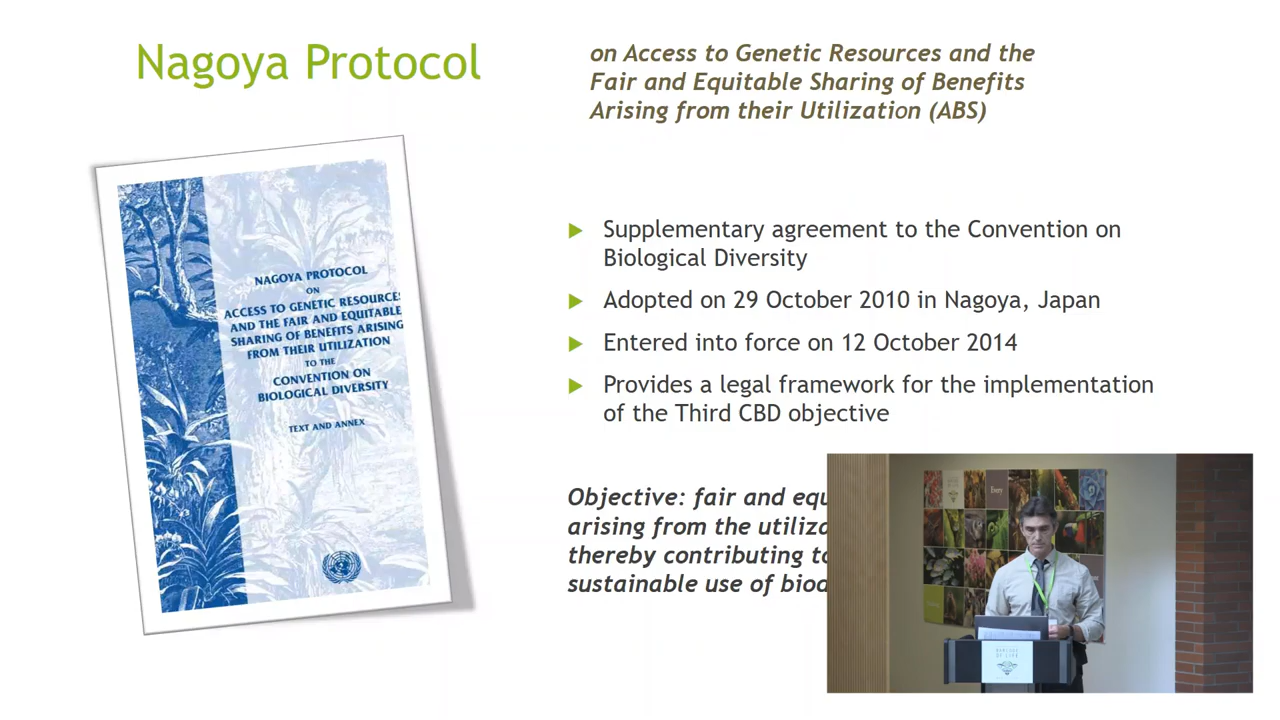 Nagoya Protocol
on Access to Genetic Resources and the
Fair and Equitable Sharing of Benefits
Arising from their Utilization (ABS)
NAGOYA PROTOCOL
ON
ACCESS TO GENETIC RESOURCES
AND THE FAIR AND EQUITABLE
SHARING OF BENEFITS ARISING
FROM THEIR UTILIZATION
TO THE
CONVENTION ON
BIOLOGICAL DIVERSITY
TEXT AND ANNEX
Supplementary agreement to the Convention on
Biological Diversity
Adopted on 29 October 2010 in Nagoya, Japan
Entered into force on 12 October 2014
Provides a legal framework for the implementation
of the Third CBD objective
Objective: fair and equ
arising from the utiliza
thereby contributing to
sustainable use of biod